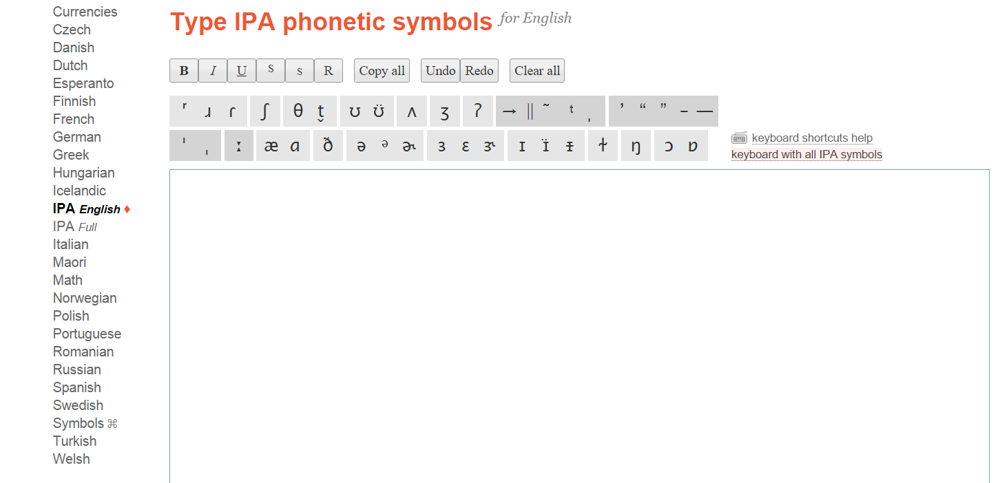 Currencies
Czech
Danish
Dutch
Esperanto
Finnish
French
German
Greek
Hungarian
Icelandic
IPA English ♦
IPA Full
Italian
Maori
Math
Norwegian
Polish
Portuguese
Romanian
Russian
Spanish
Swedish
Symbols ⌘
Turkish
Welsh
Type IPA phonetic symbols for English
B I U S s R Copy all Undo Redo Clear all
ʳ ɹ ɾ ʃ θ t̬ ʊ ʊ̈ ʌ ʒ ʔ → ‖ ˜ ᵗ ˌ ’ “ ” – —
ˈ ˌ ː æ ɑ ð ə ᵊ ɚ ɜ ɛ ɝ ɪ ɪ̈ ᵻ ɫ ŋ ɔ ɒ
keyboard shortcuts help
keyboard with all IPA symbols